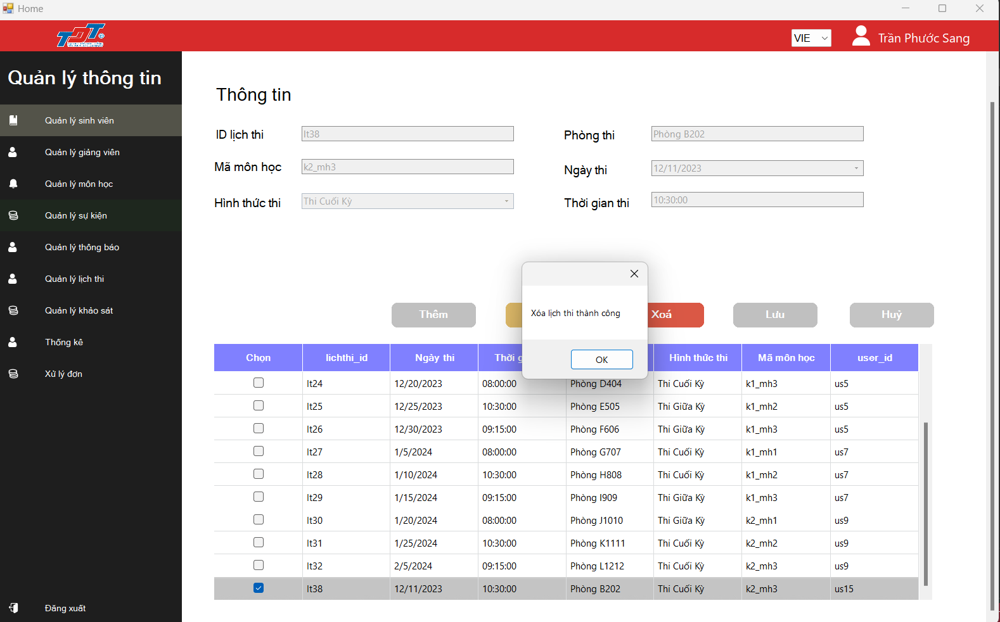 Home
VIE
Trần Phước Sang
Quản lý thông tin
Quản lý sinh viên
Quản lý giảng viên
Quản lý môn học
Quản lý sự kiện
Quản lý thông báo
Quản lý lịch thi
Quản lý khảo sát
Thống kê
Xử lý đơn
Đăng xuất
Thông tin
ID lịch thi lt38 Phòng thi Phòng B202
Mã môn học k2_mh3 Ngày thi 12/11/2023
Hình thức thi Thi Cuối Kỳ Thời gian thi 10:30:00
Xóa lịch thi thành công
OK
Thêm Xoá Lưu Huỷ
Chọn lichthi_id Ngày thi Thời g Hình thức thi Mã môn học user_id
lt24 12/20/2023 08:00:00 Phòng D404 Thi Cuối Kỳ k1_mh3 us5
lt25 12/25/2023 10:30:00 Phòng E505 Thi Giữa Kỳ k1_mh2 us5
lt26 12/30/2023 09:15:00 Phòng F606 Thi Giữa Kỳ k1_mh3 us5
lt27 1/5/2024 08:00:00 Phòng G707 Thi Cuối Kỳ k1_mh1 us7
lt28 1/10/2024 10:30:00 Phòng H808 Thi Cuối Kỳ k1_mh2 us7
lt29 1/15/2024 09:15:00 Phòng I909 Thi Giữa Kỳ k1_mh3 us7
lt30 1/20/2024 08:00:00 Phòng J1010 Thi Giữa Kỳ k2_mh1 us9
lt31 1/25/2024 10:30:00 Phòng K1111 Thi Cuối Kỳ k2_mh2 us9
lt32 2/5/2024 09:15:00 Phòng L1212 Thi Cuối Kỳ k2_mh3 us9
lt38 12/11/2023 10:30:00 Phòng B202 Thi Cuối Kỳ k2_mh3 us15